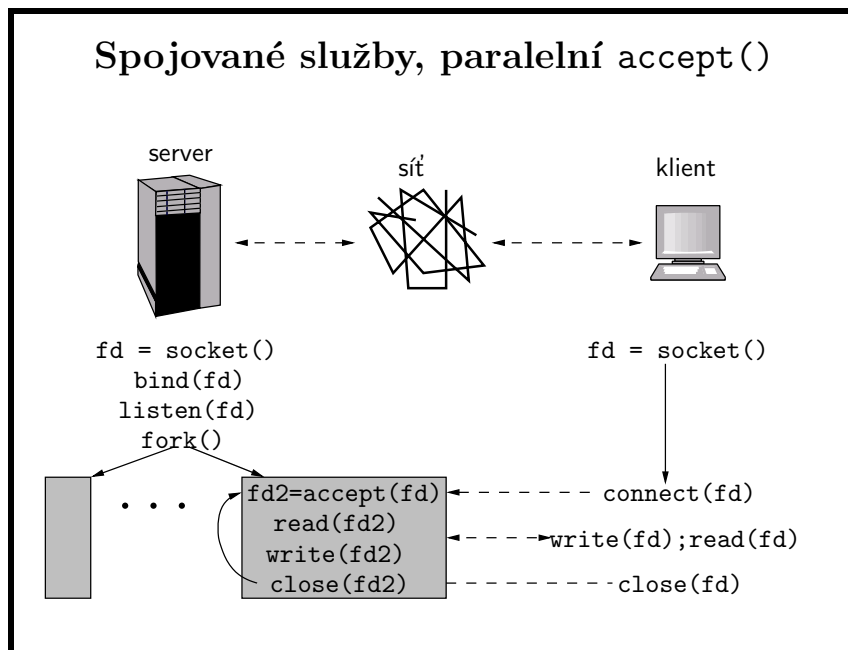 Spojované služby, paralelní accept()
server
síť
klient
fd = socket()
bind(fd)
listen(fd)
fork()
fd = socket()
. . .
fd2=accept(fd)
read(fd2)
write(fd2)
close(fd2)
connect(fd)
write(fd);read(fd)
close(fd)